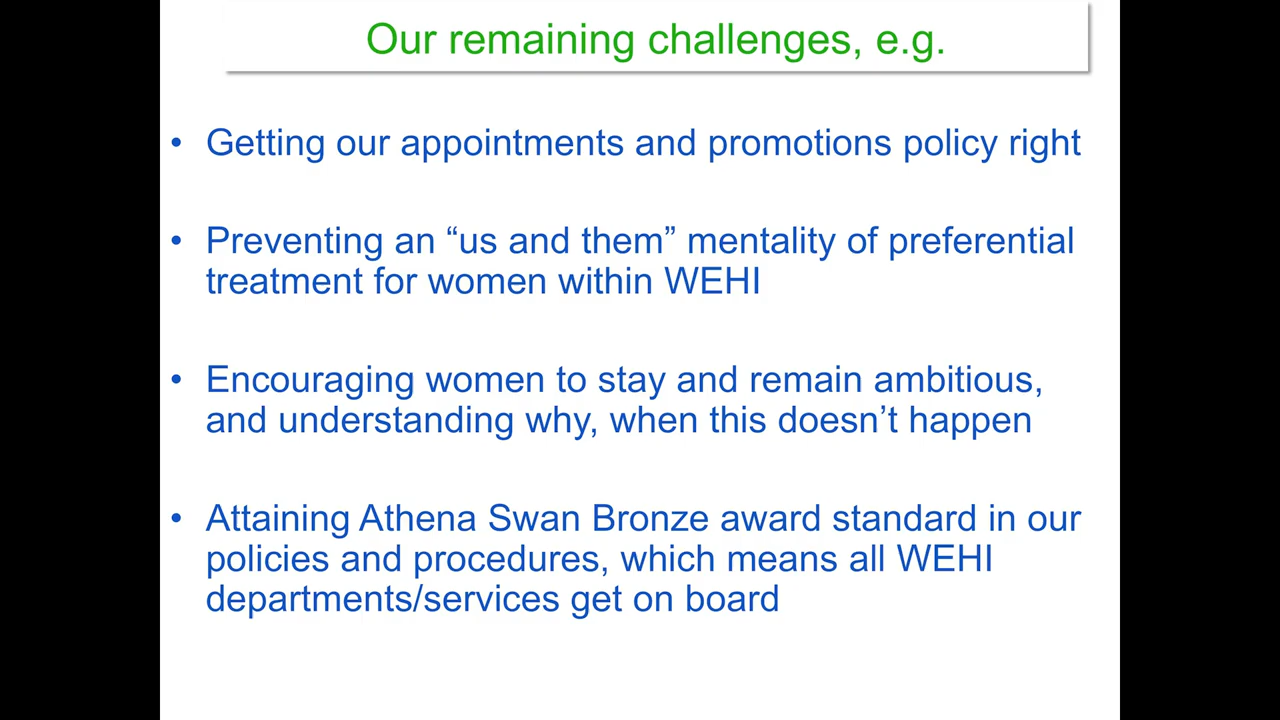 Our remaining challenges, e.g.
• Getting our appointments and promotions policy right
• Preventing an “us and them” mentality of preferential
treatment for women within WEHI
• Encouraging women to stay and remain ambitious,
and understanding why, when this doesn’t happen
• Attaining Athena Swan Bronze award standard in our
policies and procedures, which means all WEHI
departments/services get on board